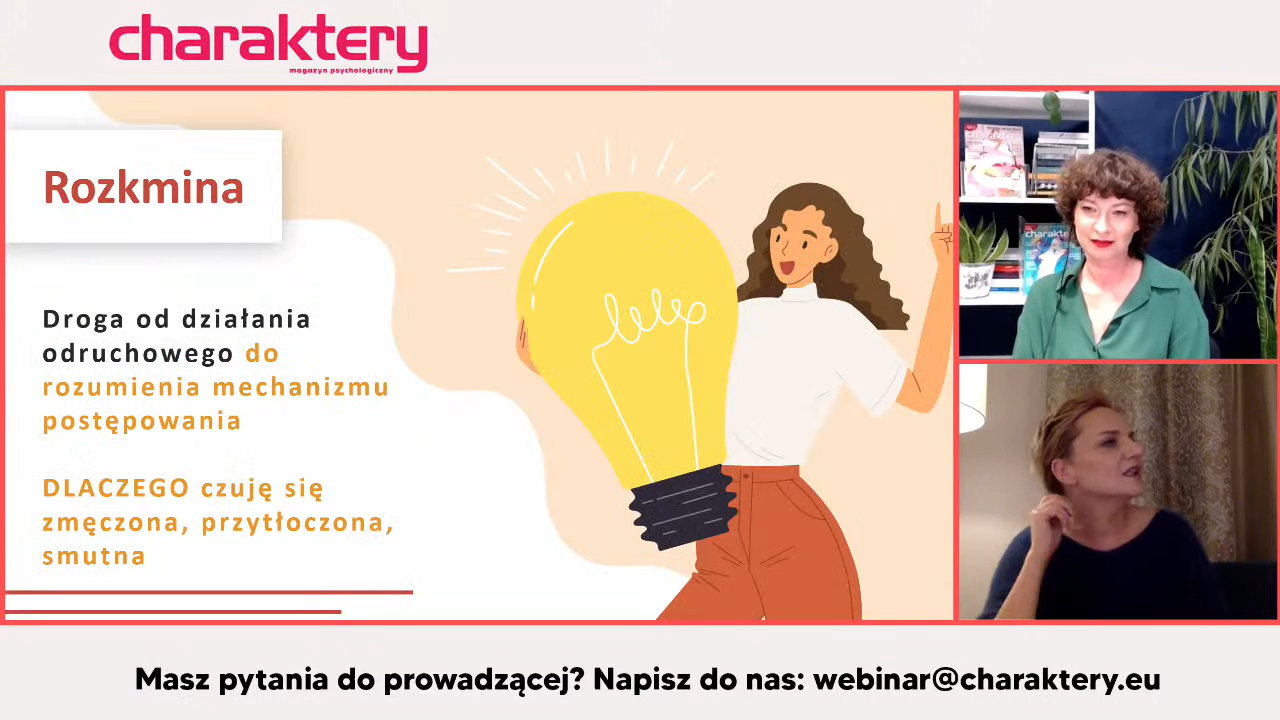 charaktery
magazyn psychologiczny
Rozkmina
Droga od działania
odruchowego do
rozumienia mechanizmu
postępowania
DLACZEGO czuję się
zmęczona, przytłoczona,
smutna
charaktery
Masz pytania do prowadzącej? Napisz do nas: webinar@charaktery.eu